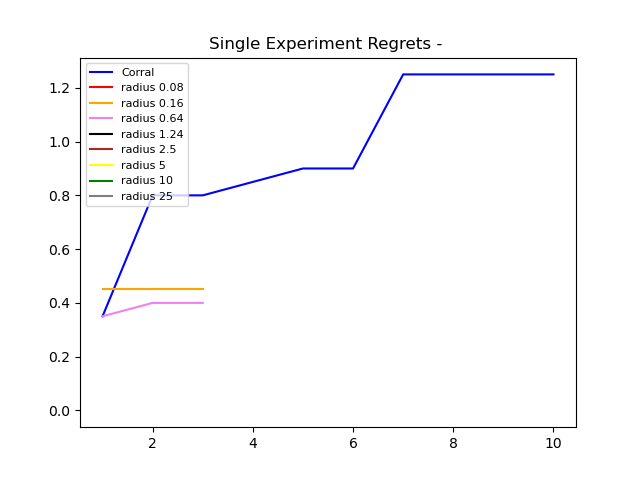 Single Experiment Regrets -
Corral
radius 0.08
radius 0.16
radius 0.64
radius 1.24
radius 2.5
radius 5
radius 10
radius 25
1.2
1.0
0.8
0.6
0.4
0.2
0.0
2 4 6 8 10